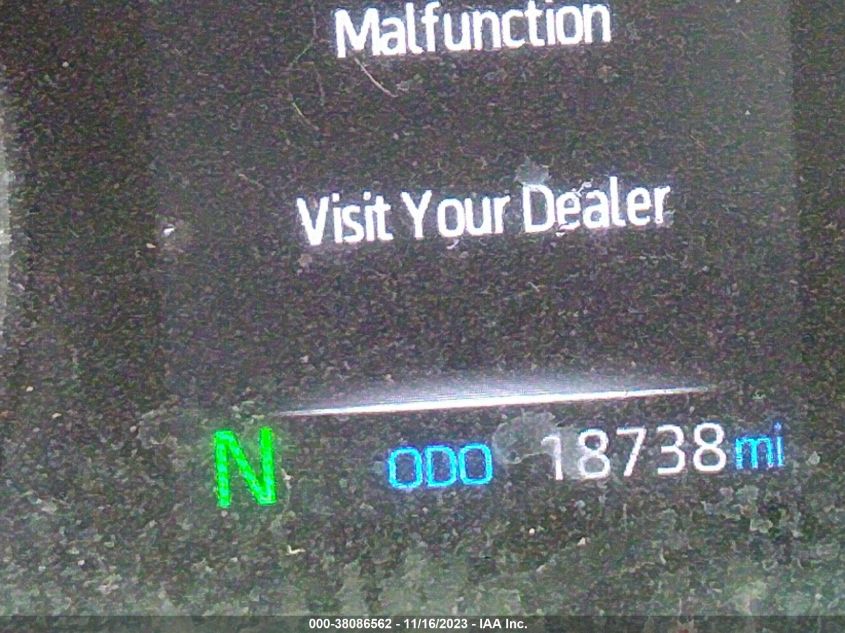 Malfunction
Visit Your Dealer
N ODO 18738 mi
000-38086562 - 11/16/2023 - IAA Inc.